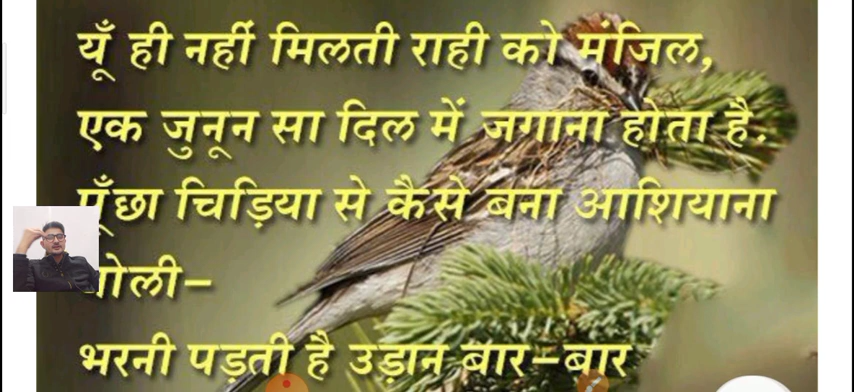 यूँ ही नहीं मिलती राही को मंजिल,
एक जुनून सा दिल में जगाना होता है.
पूँछा चिड़िया से कैसे बना आशियाना
बोली-
भरनी पड़ती है उड़ान बार-बार